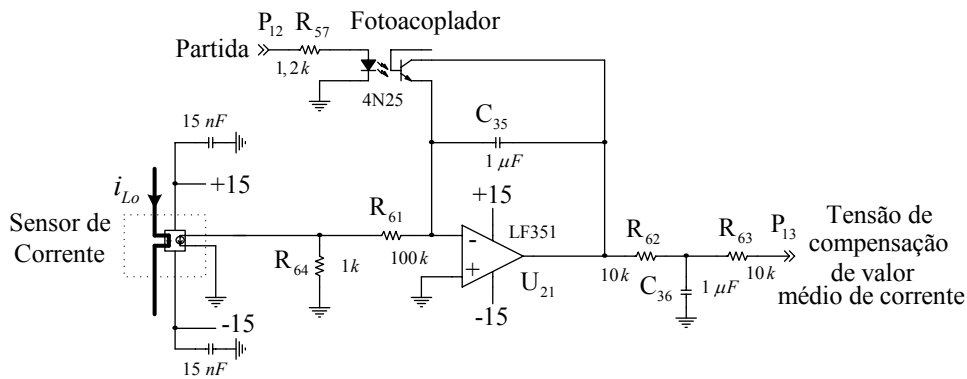 P12 R57 Fotoacoplador
Partida
1,2k
4N25
15 nF
C35
1 μF
iLo
+15
+15
Sensor de
Corrente
R61
LF351
R62
R63
P13
Tensão de
compensação
de valor
médio de corrente
R64
1k
100k
-
+
U21
10k
C36
1 μF
10k
-15
-15
15 nF